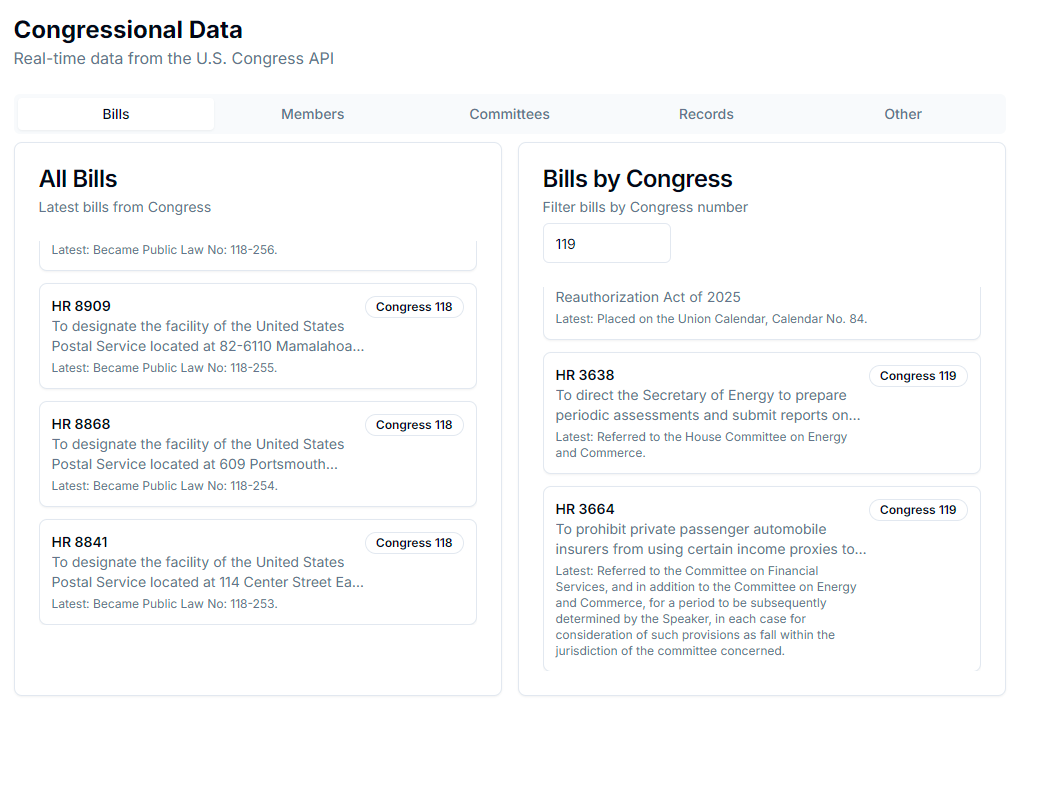 Congressional Data
Real-time data from the U.S. Congress API
Bills
Members
Committees
Records
Other
All Bills
Latest bills from Congress
Latest: Became Public Law No: 118-256.
HR 8909
Congress 118
To designate the facility of the United States
Postal Service located at 82-6110 Mamalahoa...
Latest: Became Public Law No: 118-255.
HR 8868
Congress 118
To designate the facility of the United States
Postal Service located at 609 Portsmouth...
Latest: Became Public Law No: 118-254.
HR 8841
Congress 118
To designate the facility of the United States
Postal Service located at 114 Center Street Ea...
Latest: Became Public Law No: 118-253.
Bills by Congress
Filter bills by Congress number
119
Reauthorization Act of 2025
Latest: Placed on the Union Calendar, Calendar No. 84.
HR 3638
Congress 119
To direct the Secretary of Energy to prepare
periodic assessments and submit reports on...
Latest: Referred to the House Committee on Energy
and Commerce.
HR 3664
Congress 119
To prohibit private passenger automobile
insurers from using certain income proxies to...
Latest: Referred to the Committee on Financial
Services, and in addition to the Committee on Energy
and Commerce, for a period to be subsequently
determined by the Speaker, in each case for
consideration of such provisions as fall within the
jurisdiction of the committee concerned.